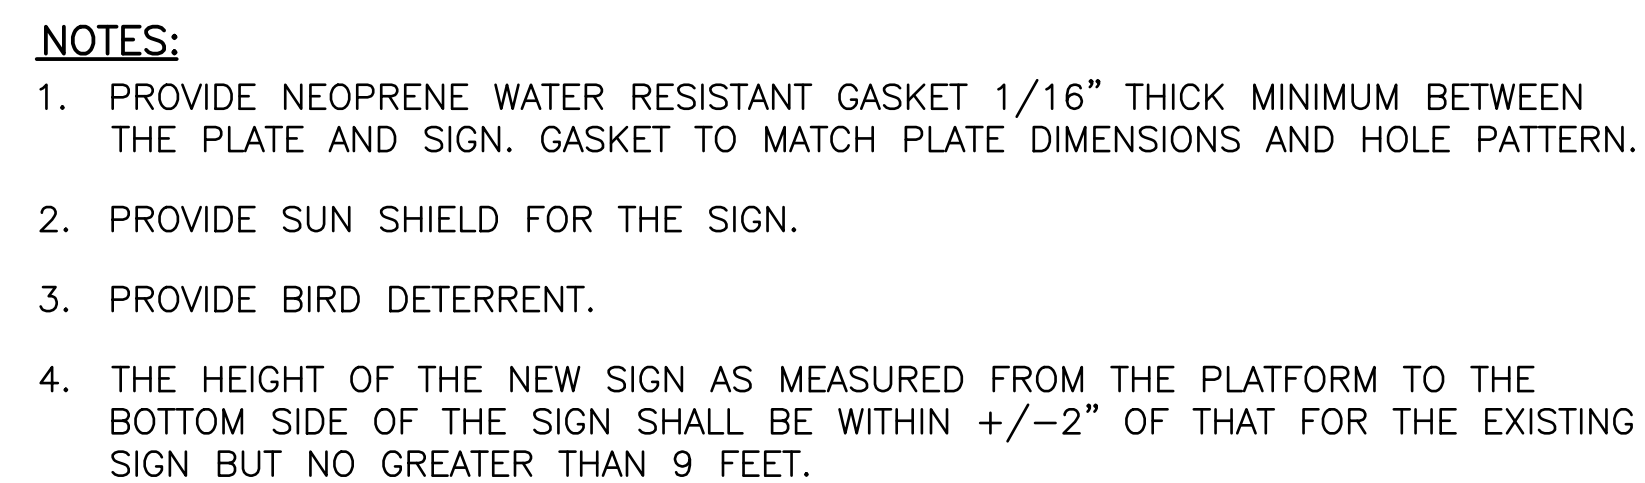 NOTES:
1. PROVIDE NEOPRENE WATER RESISTANT GASKET 1/16" THICK MINIMUM BETWEEN
THE PLATE AND SIGN. GASKET TO MATCH PLATE DIMENSIONS AND HOLE PATTERN.
2. PROVIDE SUN SHIELD FOR THE SIGN.
3. PROVIDE BIRD DETERRENT.
4. THE HEIGHT OF THE NEW SIGN AS MEASURED FROM THE PLATFORM TO THE
BOTTOM SIDE OF THE SIGN SHALL BE WITHIN +/-2" OF THAT FOR THE EXISTING
SIGN BUT NO GREATER THAN 9 FEET.